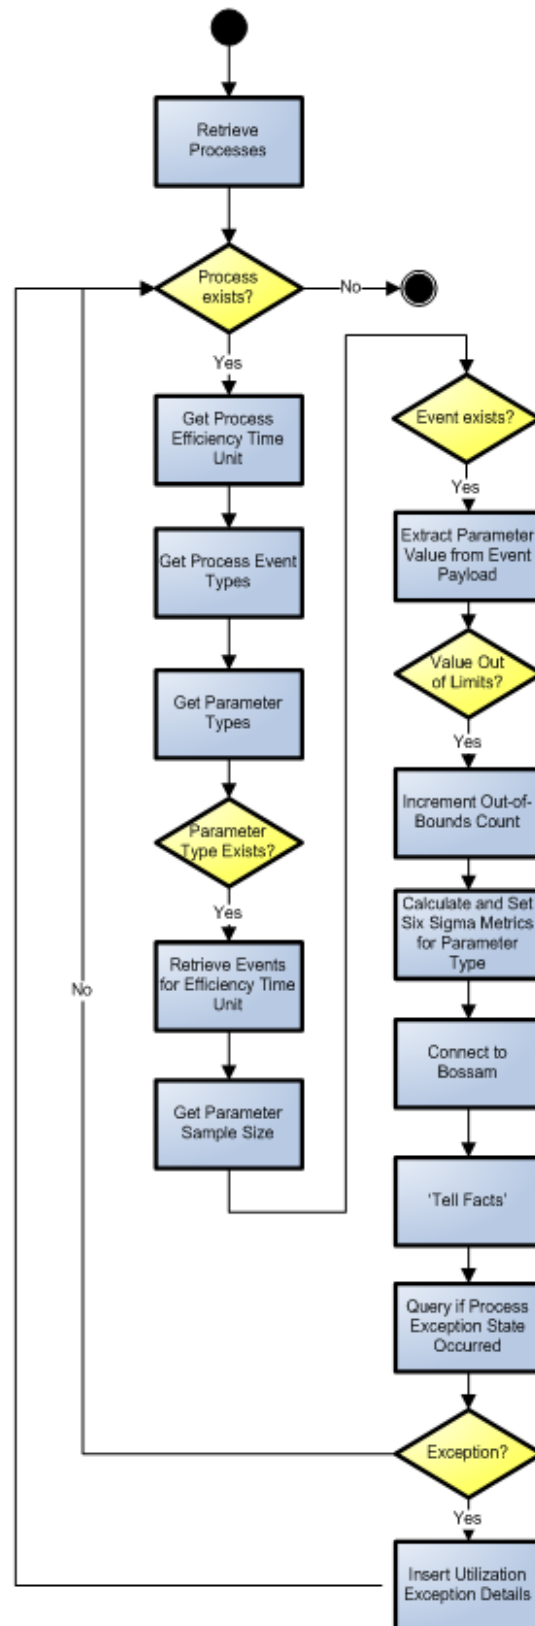 Retrieve
Processes
Process
exists?
No
Yes
Get Process
Efficiency Time
Unit
Get Process Event
Types
Get Parameter
Types
Parameter
Type Exists?
Yes
Retrieve Events
for Efficiency Time
Unit
Get Parameter
Sample Size
Event exists?
Yes
Extract Parameter
Value from Event
Payload
Value Out
of Limits?
Yes
Increment Out-of-
Bounds Count
Calculate and Set
Six Sigma Metrics
for Parameter
Type
Connect to
Bossam
'Tell Facts'
Query if Process
Exception State
Occurred
Exception?
No
Yes
Insert Utilization
Exception Details